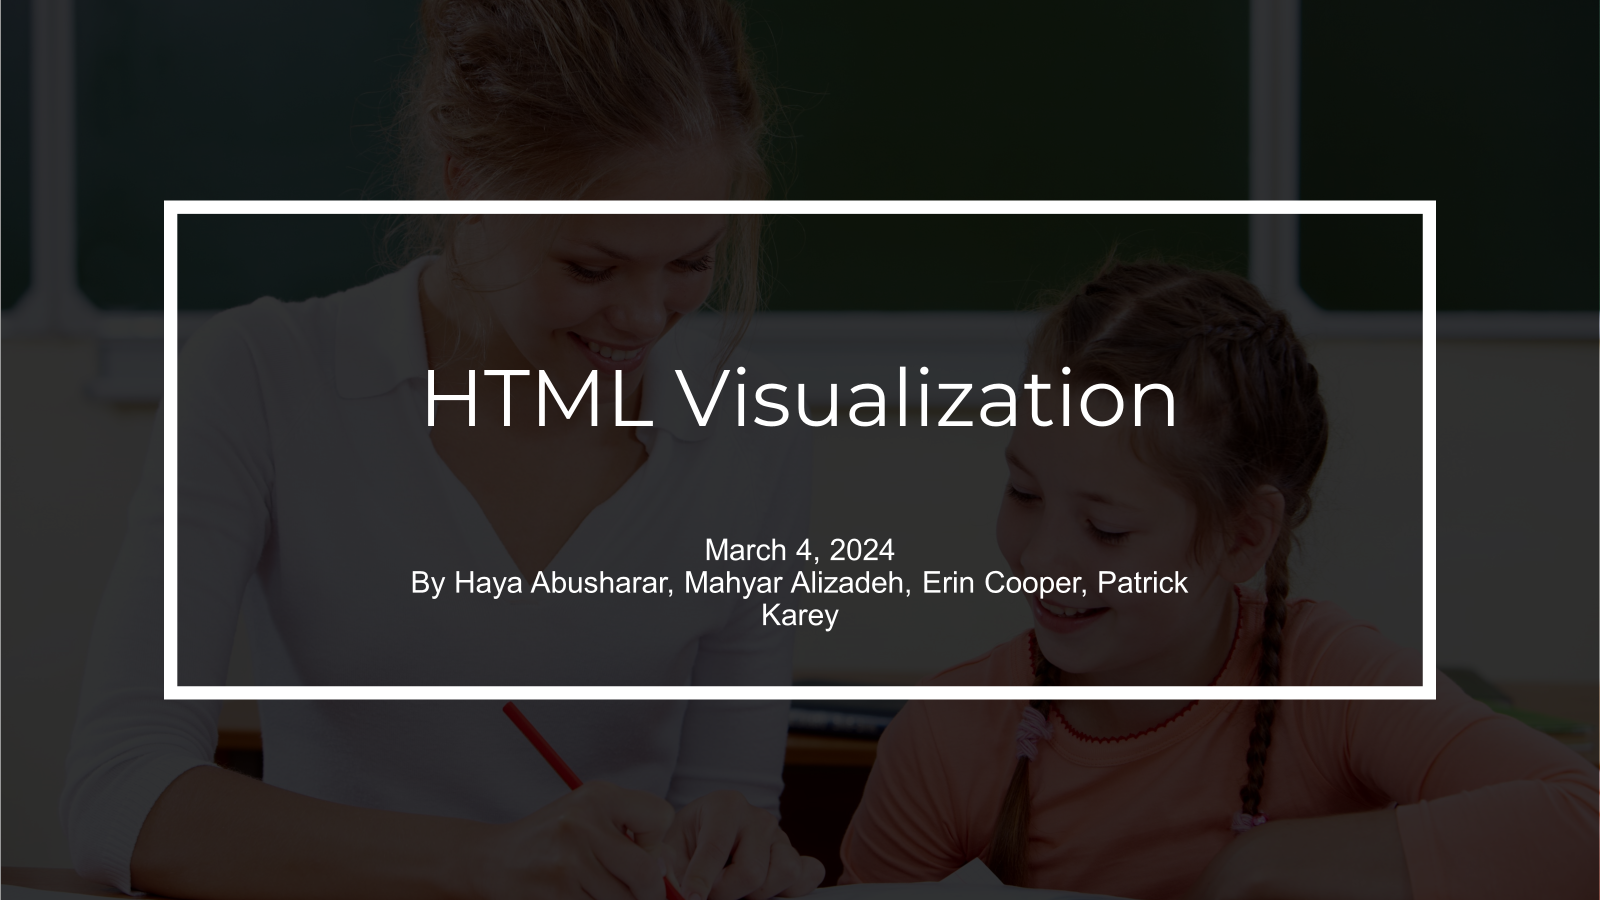 HTML Visualization
March 4, 2024
By Haya Abusharar, Mahyar Alizadeh, Erin Cooper, Patrick
Karey